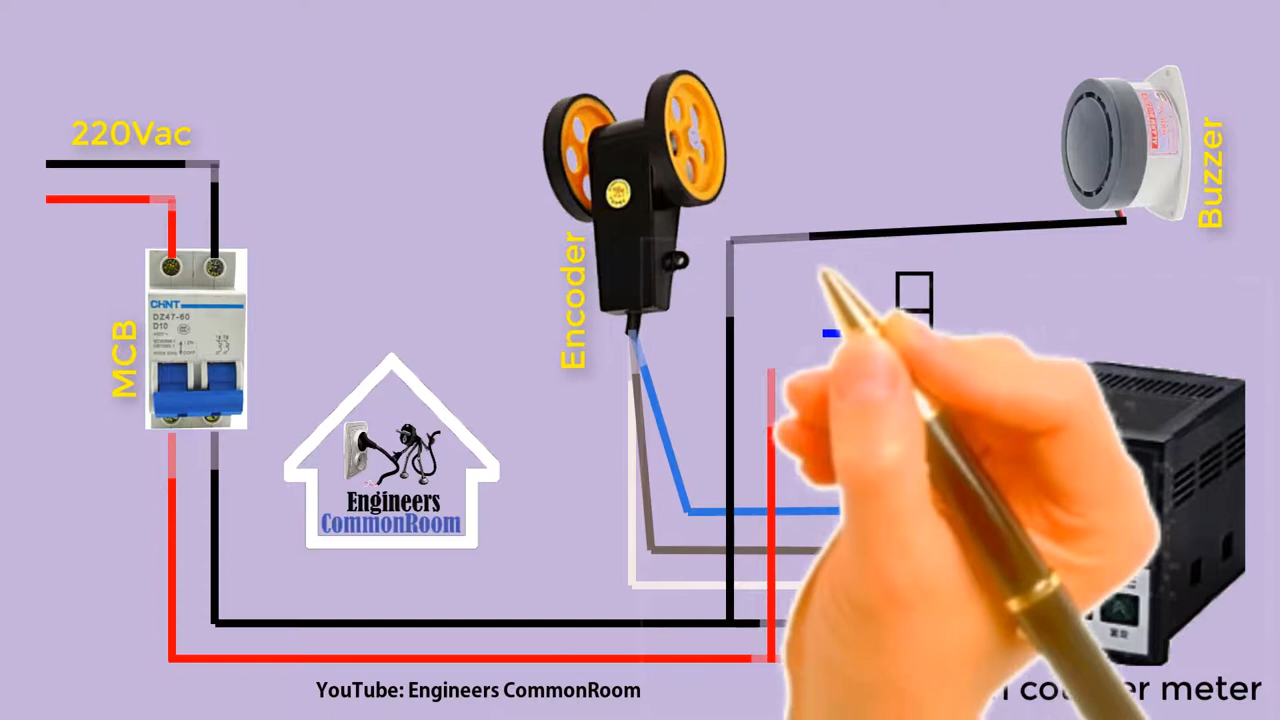 220Vac
Encoder
Buzzer
MCB
CHNT
DZ47-60
D10
Engineers
CommonRoom
YouTube: Engineers CommonRoom
meter